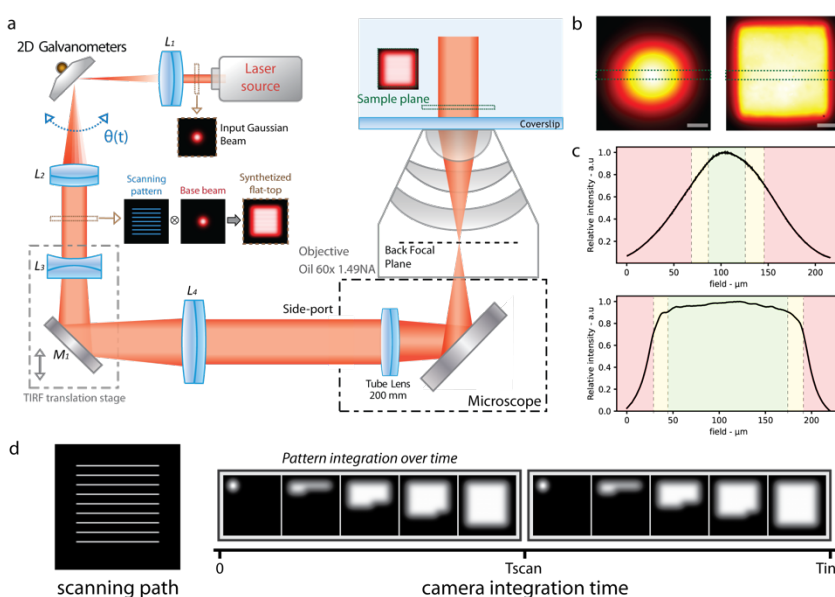 a
2D Galvanometers
L1
Laser
source
θ(t)
Input Gaussian
Beam
L2
Scanning
pattern
Base beam
Synthetized
flat-top
L3
M1
TIRF translation stage
L4
Side-port
Tube Lens
200 mm
Microscope
Objective
Oil 60x 1.49NA
Back Focal
Plane
Sample plane
Coverslip
b
c
Relative intensity - a.u
1.0
0.8
0.6
0.4
0.2
0
50
100
150
200
field - μm
Relative intensity - a.u
1.0
0.8
0.6
0.4
0.2
0.0
0
50
100
150
200
field - μm
d
Pattern integration over time
scanning path
0
Tscan
Tin
camera integration time